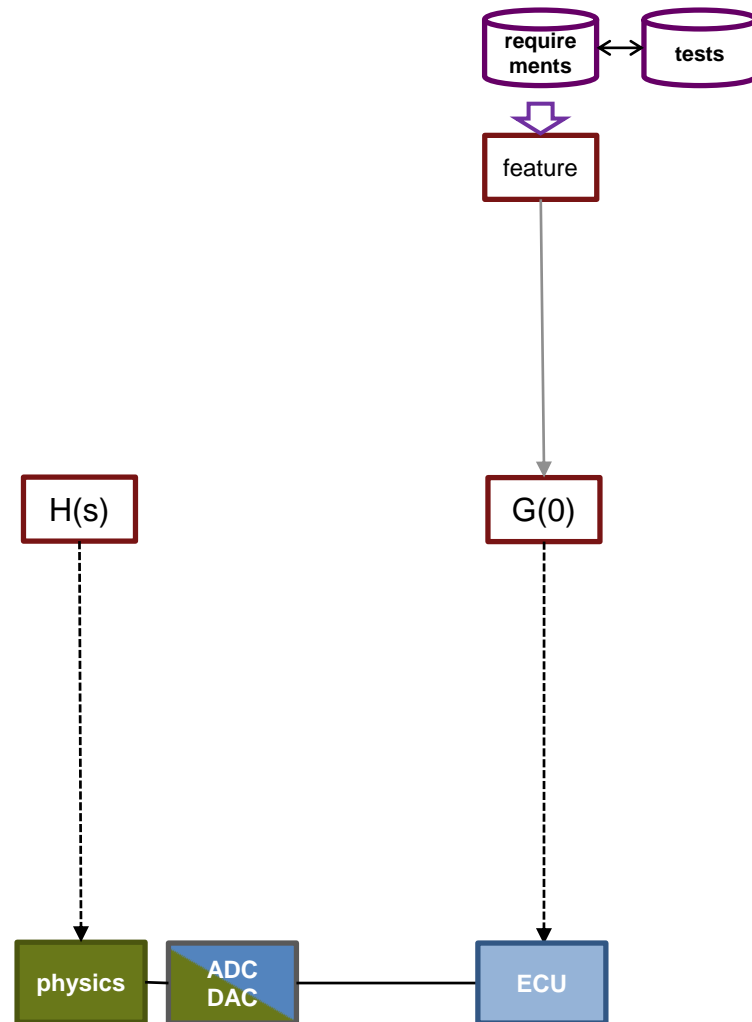 require
ments
tests
feature
H(s)
G(0)
physics
ADC
DAC
ECU